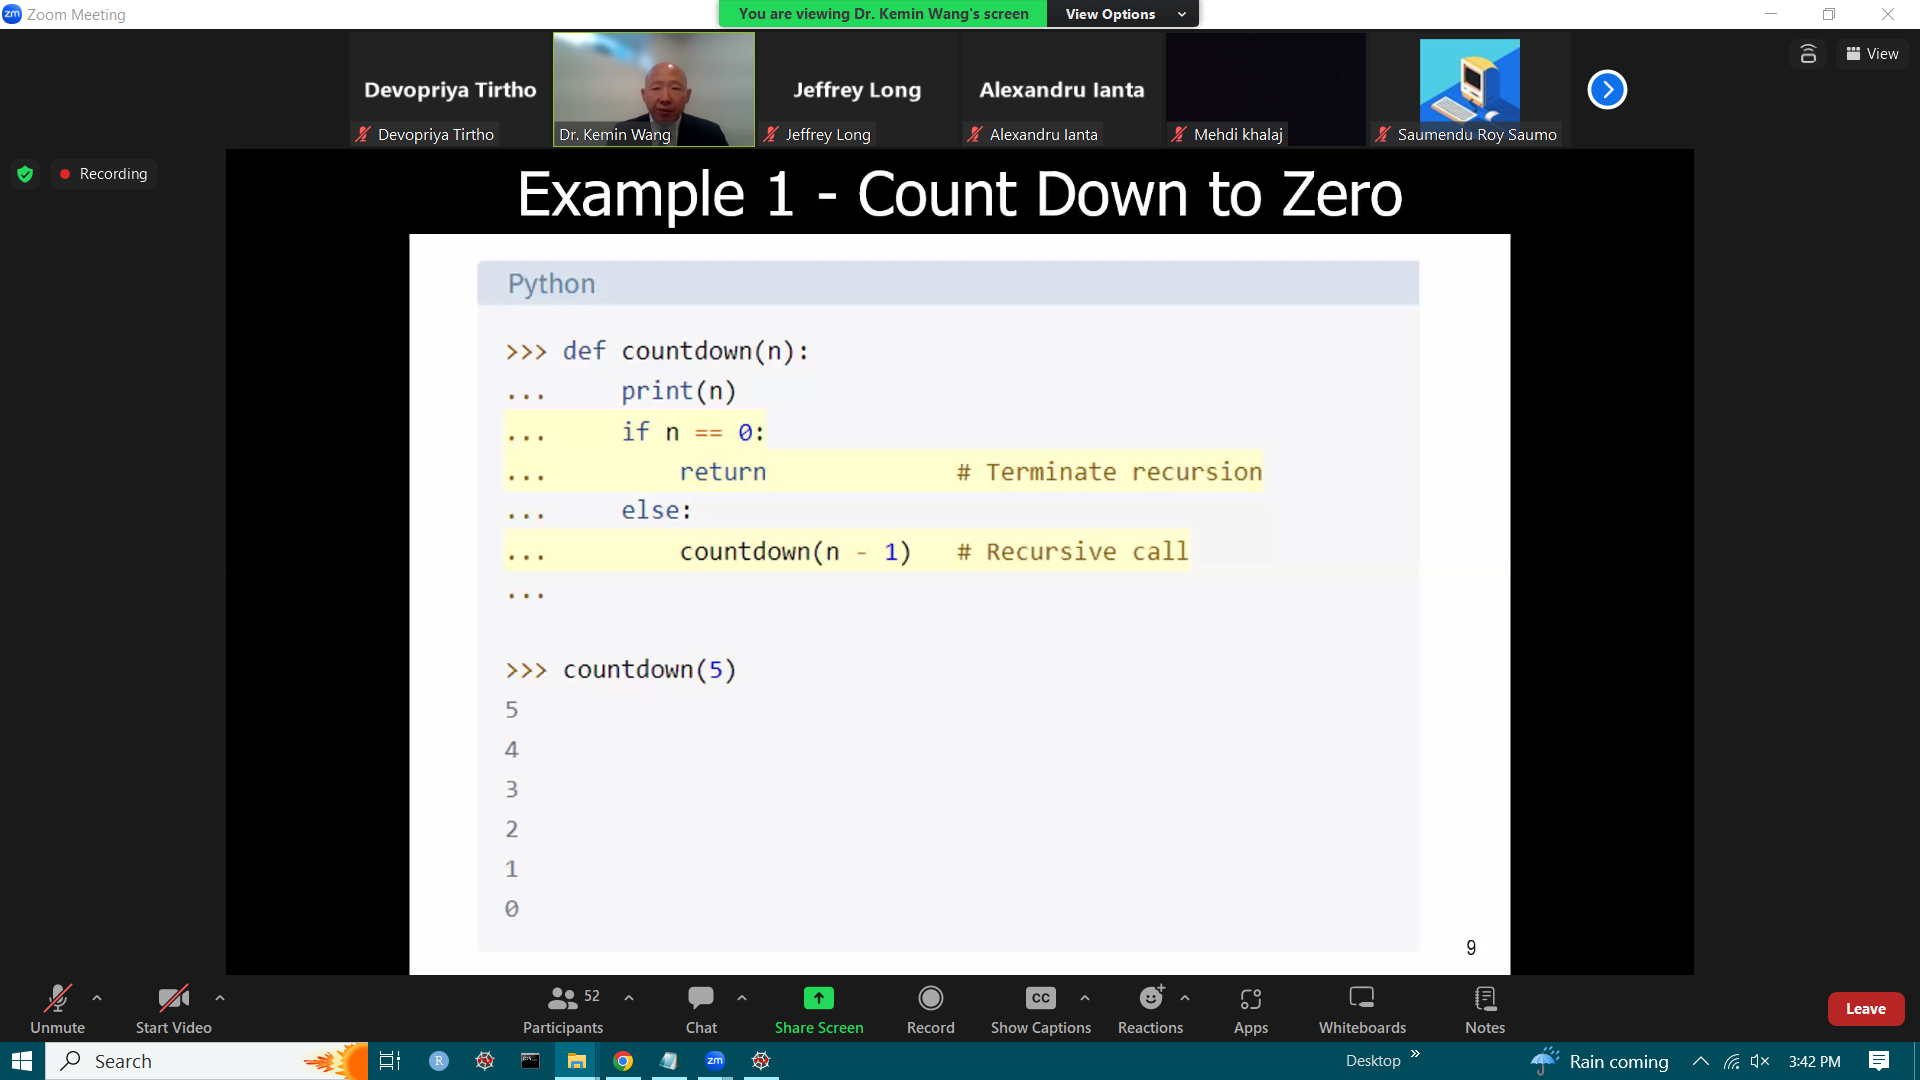 Zoom Meeting
You are viewing Dr. Kemin Wang's screen
View Options
Devopriya Tirtho
Jeffrey Long
Alexandru Ianta
Devopriya Tirtho
Dr. Kemin Wang
Jeffrey Long
Alexandru Ianta
Mehdi khalaj
Saumendu Roy Saumo
View
Recording
Example 1 - Count Down to Zero
Python
>>> def countdown(n):
...     print(n)
...     if n == 0:
...         return             # Terminate recursion
...     else:
...         countdown(n - 1)   # Recursive call
...
>>> countdown(5)
5
4
3
2
1
0
9
Unmute
Start Video
52
Participants
Chat
Share Screen
Record
CC
Show Captions
Reactions
Apps
Whiteboards
Notes
Leave
Search
R
zm
Desktop
Rain coming
3:42 PM